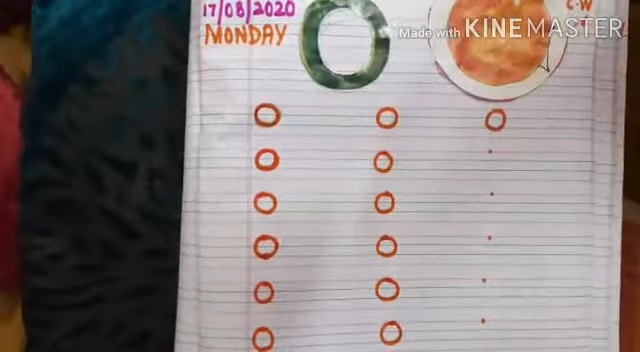 17/08/2020
MONDAY
C.W
Made with KINEMASTER
O
O O O
O O
O O
O O
O O
O O